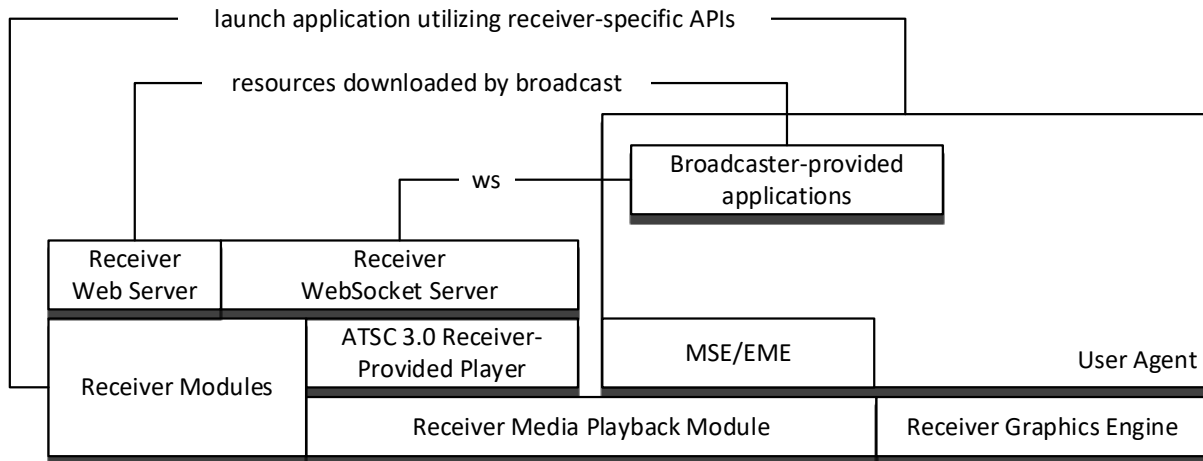 launch application utilizing receiver-specific APIs
resources downloaded by broadcast
Broadcaster-provided
applications
ws
Receiver
Web Server
Receiver
WebSocket Server
ATSC 3.0 Receiver-
Provided Player
MSE/EME
User Agent
Receiver Modules
Receiver Media Playback Module
Receiver Graphics Engine